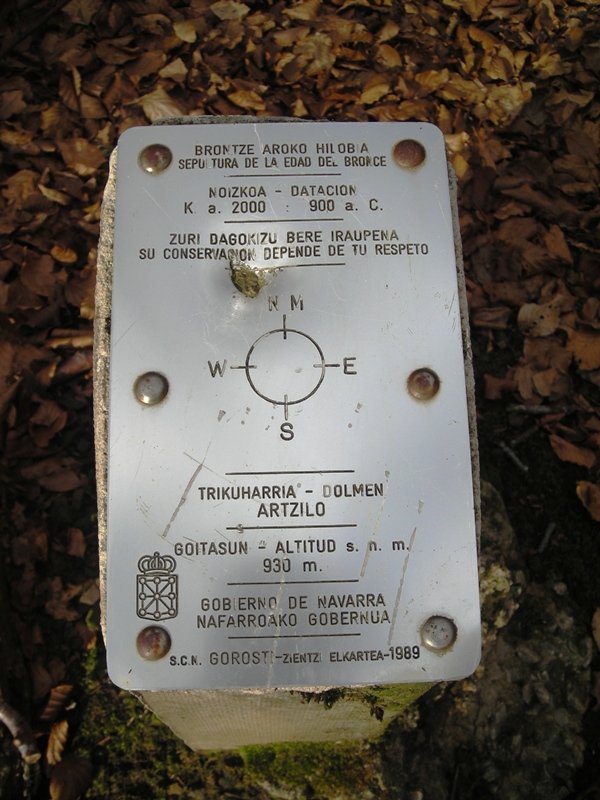 BRONTZE AROKO HILOBIA
SEPULTURA DE LA EDAD DEL BRONCE
NOIZKOA - DATACION
K. a. 2000 : 900 a. C.
ZURI DAGOKIZU BERE IRAUPENA
SU CONSERVACION DEPENDE DE TU RESPETO
N M
W E
S
TRIKUHARRIA - DOLMEN
ARTZILO
GOITASUN - ALTITUD s. n. m.
930 m.
GOBIERNO DE NAVARRA
NAFARROAKO GOBERNUA
S.C.N. GOROSTI-ZIENTZI ELKARTEA-1989